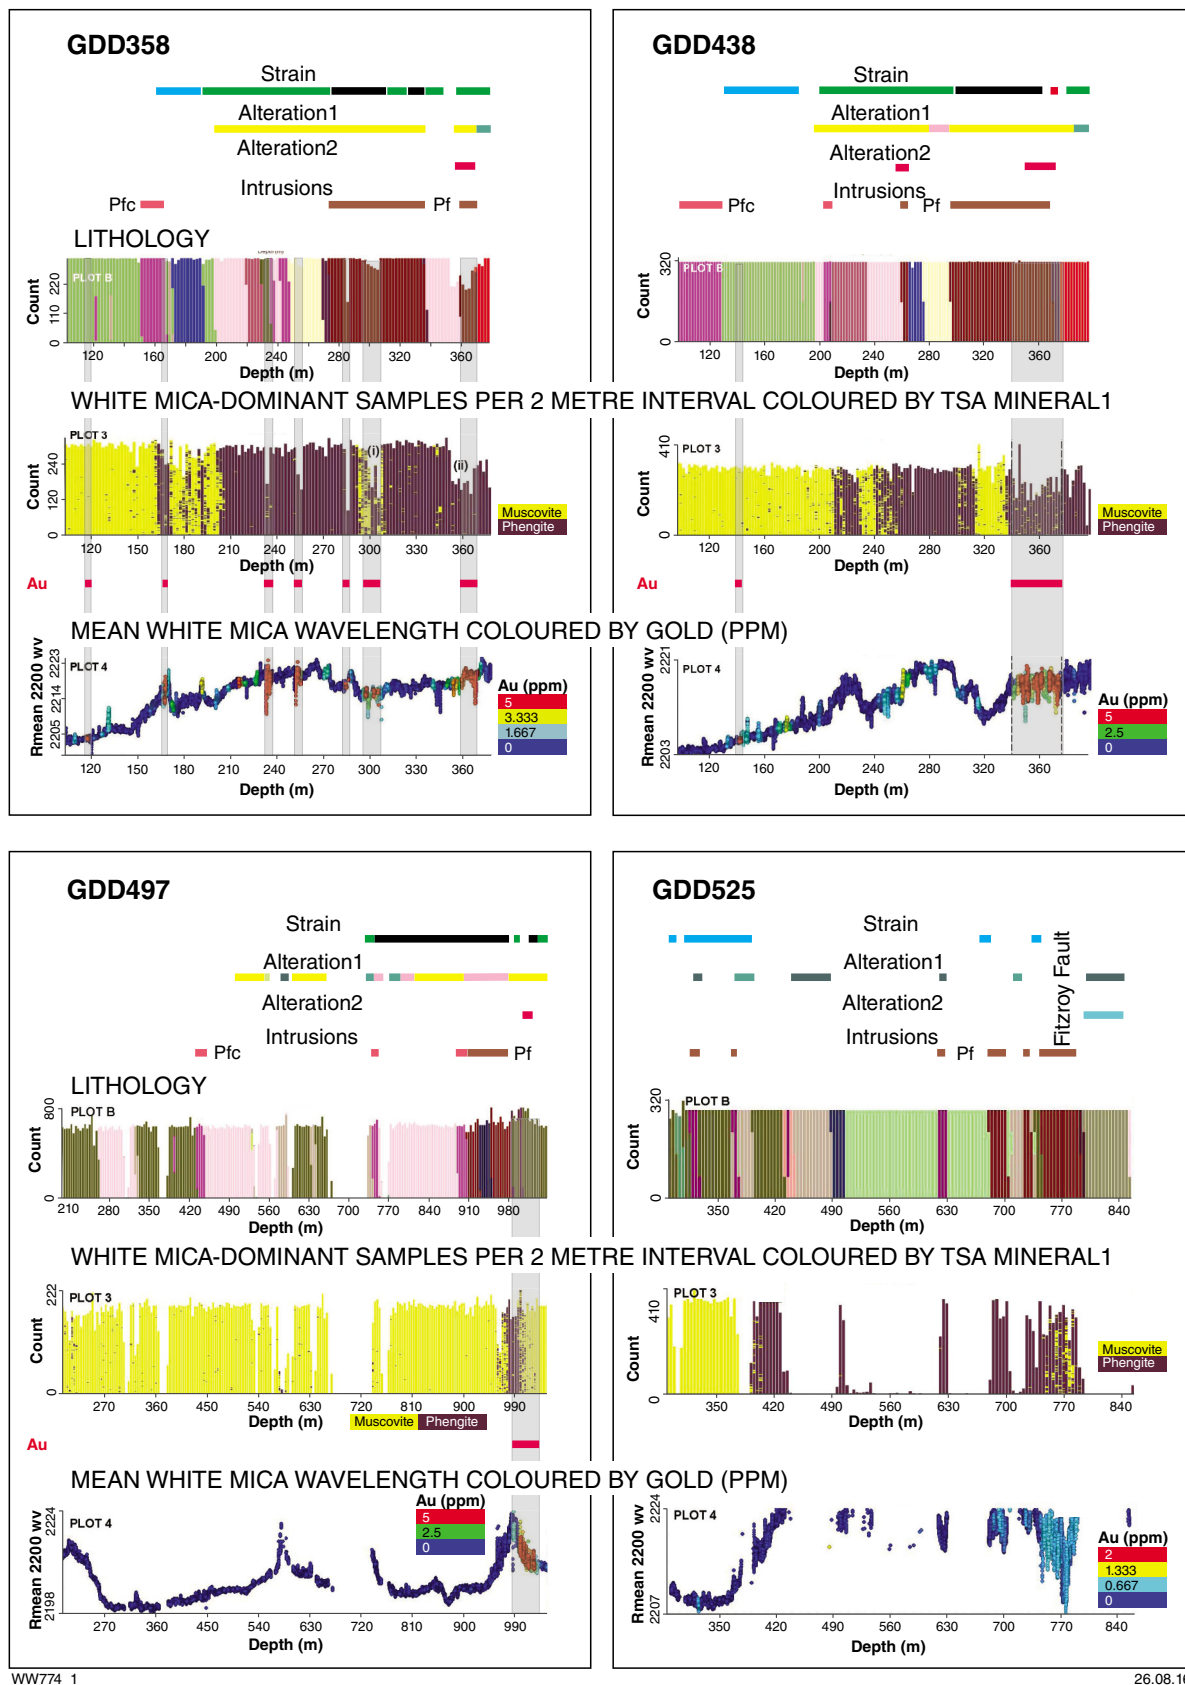 GDD358
Strain
Alteration1
Alteration2
Intrusions
Pfc
Pf
LITHOLOGY
PLOT B
Count
220
110
0
120 160 200 240 280 320 360
Depth (m)
GDD438
Strain
Alteration1
Alteration2
Intrusions
Pfc
Pf
PLOT B
Count
320
0
120 160 200 240 280 320 360
Depth (m)
WHITE MICA-DOMINANT SAMPLES PER 2 METRE INTERVAL COLOURED BY TSA MINERAL1
PLOT 3
(i)
(ii)
Count
240
120
0
120 150 180 210 240 270 300 330 360
Depth (m)
Muscovite
Phengite
PLOT 3
Count
410
0
120 160 200 240 280 320 360
Depth (m)
Muscovite
Phengite
Au
MEAN WHITE MICA WAVELENGTH COLOURED BY GOLD (PPM)
PLOT 4
Rmean 2200 wv
2223
2214
2205
120 150 180 210 240 270 300 330 360
Depth (m)
Au (ppm)
5
3.333
1.667
0
PLOT 4
Rmean 2200 wv
2221
2203
120 160 200 240 280 320 360
Depth (m)
Au (ppm)
5
2.5
0
GDD497
Strain
Alteration1
Alteration2
Intrusions
Pfc
Pf
LITHOLOGY
PLOT B
Count
800
0
210 280 350 420 490 560 630 700 770 840 910 980
Depth (m)
GDD525
Strain
Alteration1
Alteration2
Intrusions
Pf
Fitzroy Fault
PLOT B
Count
320
0
350 420 490 560 630 700 770 840
Depth (m)
WHITE MICA-DOMINANT SAMPLES PER 2 METRE INTERVAL COLOURED BY TSA MINERAL1
PLOT 3
Count
222
0
270 360 450 540 630 720 810 900 990
Depth (m)
Muscovite Phengite
PLOT 3
Count
410
0
350 420 490 560 630 700 770 840
Depth (m)
Muscovite
Phengite
Au
MEAN WHITE MICA WAVELENGTH COLOURED BY GOLD (PPM)
PLOT 4
Rmean 2200 wv
2224
2198
270 360 450 540 630 720 810 900 990
Depth (m)
Au (ppm)
5
2.5
0
PLOT 4
Rmean 2200 wv
2224
2207
350 420 490 560 630 700 770 840
Depth (m)
Au (ppm)
2
1.333
0.667
0
WW774_1
26.08.16